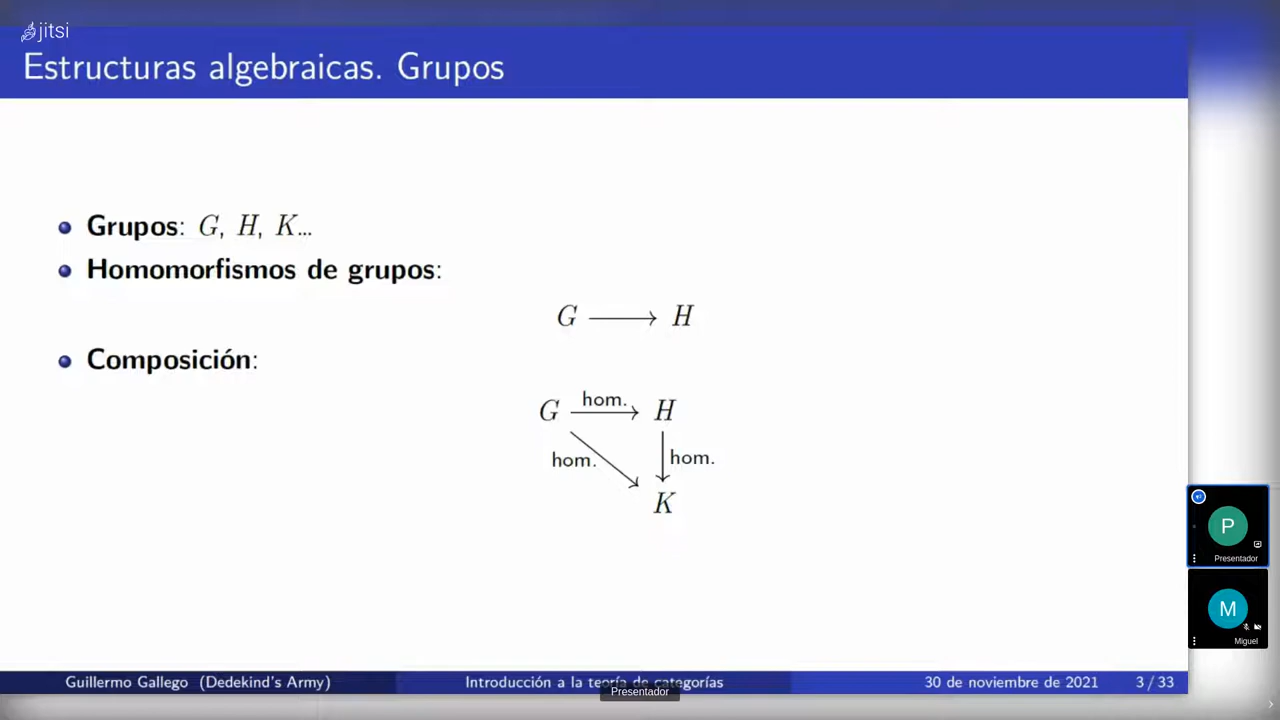 jitsi
Estructuras algebraicas. Grupos
Grupos: G, H, K...
Homomorfismos de grupos:
G ⟶ H
Composición:
G hom. H
hom. hom.
K
P
Presentador
M
Miguel
Guillermo Gallego (Dedekind's Army) Introducción a la teoría de categorías 30 de noviembre de 2021 3 / 33
Presentador